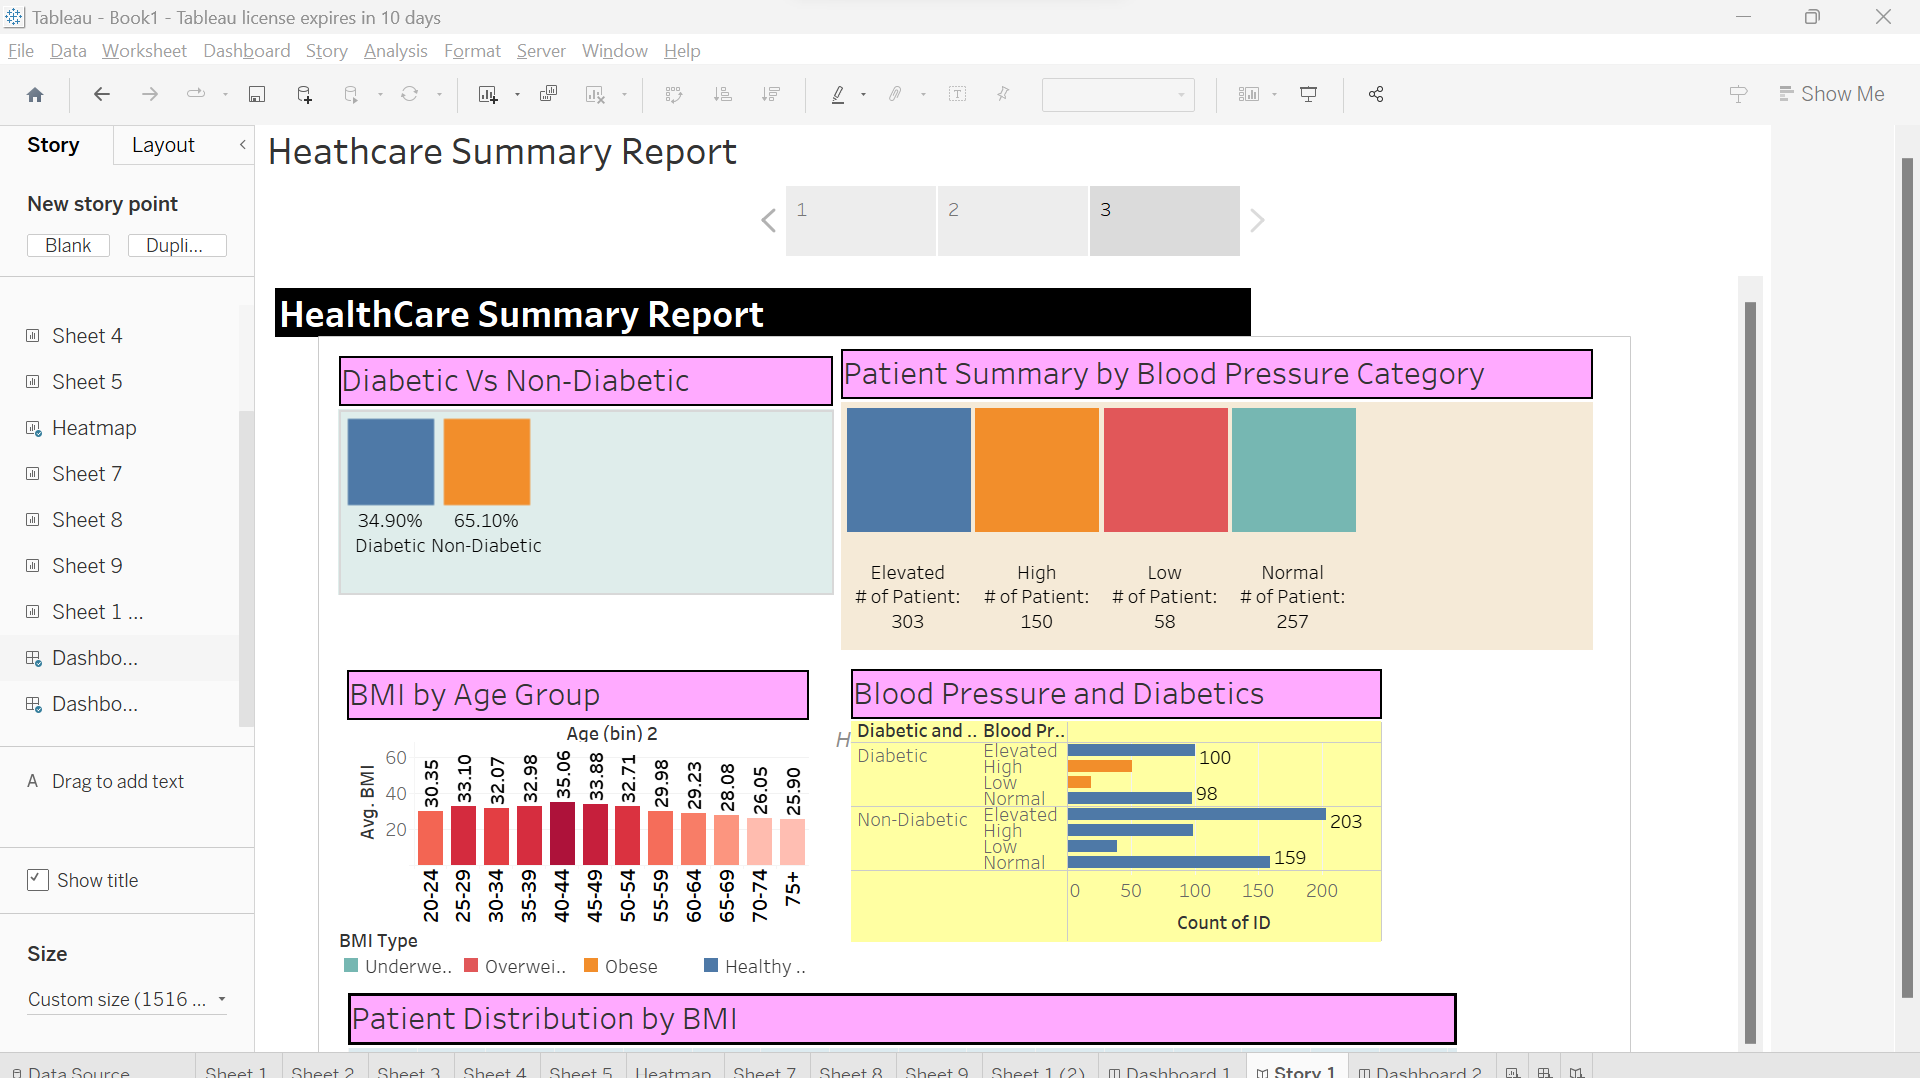 Tableau - Book1 - Tableau license expires in 10 days
File Data Worksheet Dashboard Story Analysis Format Server Window Help
Show Me
Story Layout
Heathcare Summary Report
New story point
Blank Dupli...
1 2 3
Sheet 4
Sheet 5
Heatmap
Sheet 7
Sheet 8
Sheet 9
Sheet 1 ...
Dashbo...
Dashbo...
A Drag to add text
Show title
Size
Custom size (1516 ...
HealthCare Summary Report
Diabetic Vs Non-Diabetic
34.90% 65.10%
Diabetic Non-Diabetic
Patient Summary by Blood Pressure Category
Elevated High Low Normal
# of Patient: # of Patient: # of Patient: # of Patient:
303 150 58 257
BMI by Age Group
Age (bin) 2
Avg. BMI
60
40
20
30.35 33.10 32.07 32.98 35.06 33.88 32.71 29.98 29.23 28.08 26.05 25.90
20-24 25-29 30-34 35-39 40-44 45-49 50-54 55-59 60-64 65-69 70-74 75+
BMI Type
Underwe.. Overwei.. Obese Healthy ..
H
Blood Pressure and Diabetics
Diabetic and .. Blood Pr..
Diabetic Elevated 100
High
Low
Normal 98
Non-Diabetic Elevated 203
High
Low
Normal 159
0 50 100 150 200
Count of ID
Patient Distribution by BMI
Data Source Sheet 1 Sheet 2 Sheet 3 Sheet 4 Sheet 5 Heatmap Sheet 7 Sheet 8 Sheet 9 Sheet 1 (2) Dashboard 1 Story 1 Dashboard 2